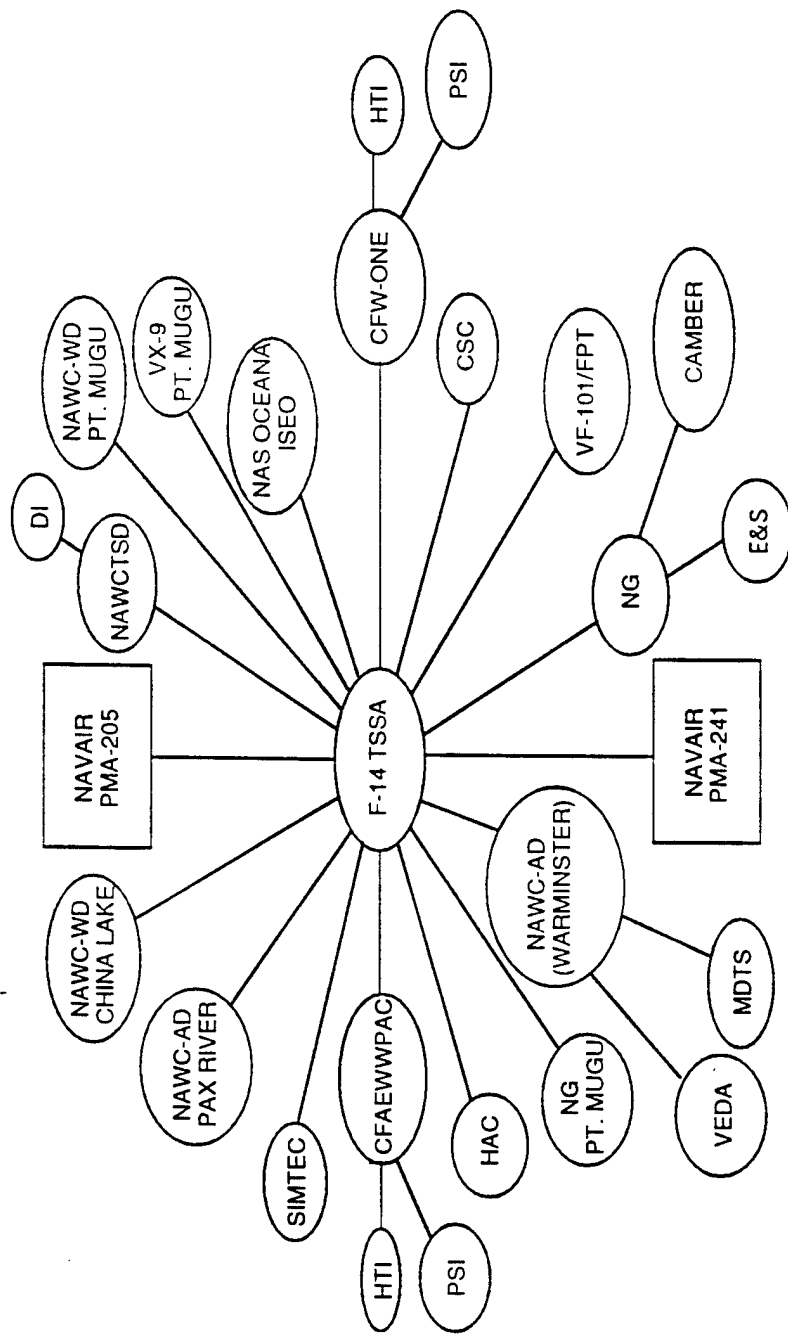 DI
NAWCTSD
NAWC-WD
PT. MUGU
VX-9
PT. MUGU
NAS OCEANA
ISEO
NAVAIR
PMA-205
NAWC-WD
CHINA LAKE
NAWC-AD
PAX RIVER
SIMTEC
HTI
CFAEWWPAC
F-14 TSSA
CFW-ONE
HTI
PSI
PSI
HAC
CSC
NG
PT. MUGU
NAWC-AD
(WARMINSTER)
VF-101/FPT
NG
CAMBER
VEDA
MDTS
NAVAIR
PMA-241
E&S